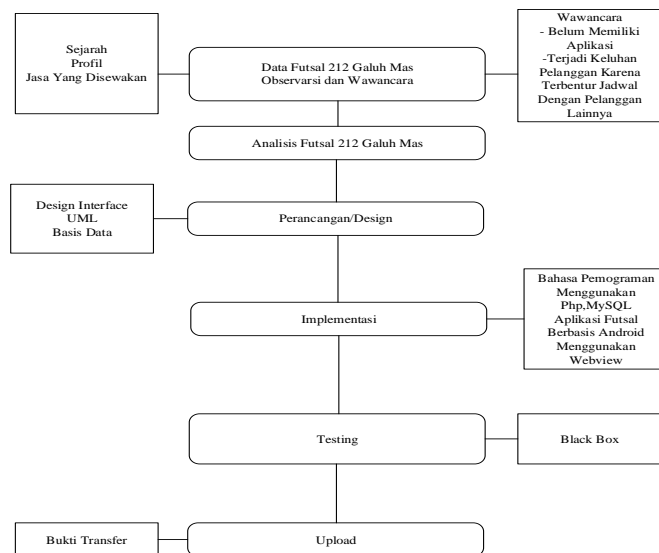 Sejarah
Profil
Jasa Yang Disewakan
Data Futsal 212 Galuh Mas
Observarsi dan Wawancara
Wawancara
- Belum Memiliki
Aplikasi
-Terjadi Keluhan
Pelanggan Karena
Terbentur Jadwal
Dengan Pelanggan
Lainnya
Analisis Futsal 212 Galuh Mas
Design Interface
UML
Basis Data
Perancangan/Design
Implementasi
Bahasa Pemograman
Menggunakan
Php,MySQL
Aplikasi Futsal
Berbasis Android
Menggunakan
Webview
Testing
Black Box
Bukti Transfer
Upload